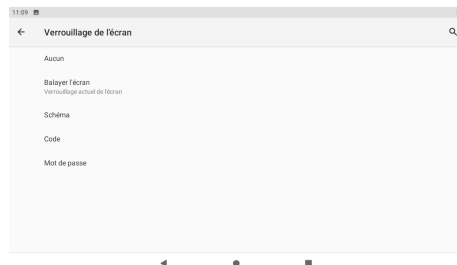 11:09
Verrouillage de l'écran
Aucun
Balayer l'écran
Verrouillage actuel de l'écran
Schéma
Code
Mot de passe